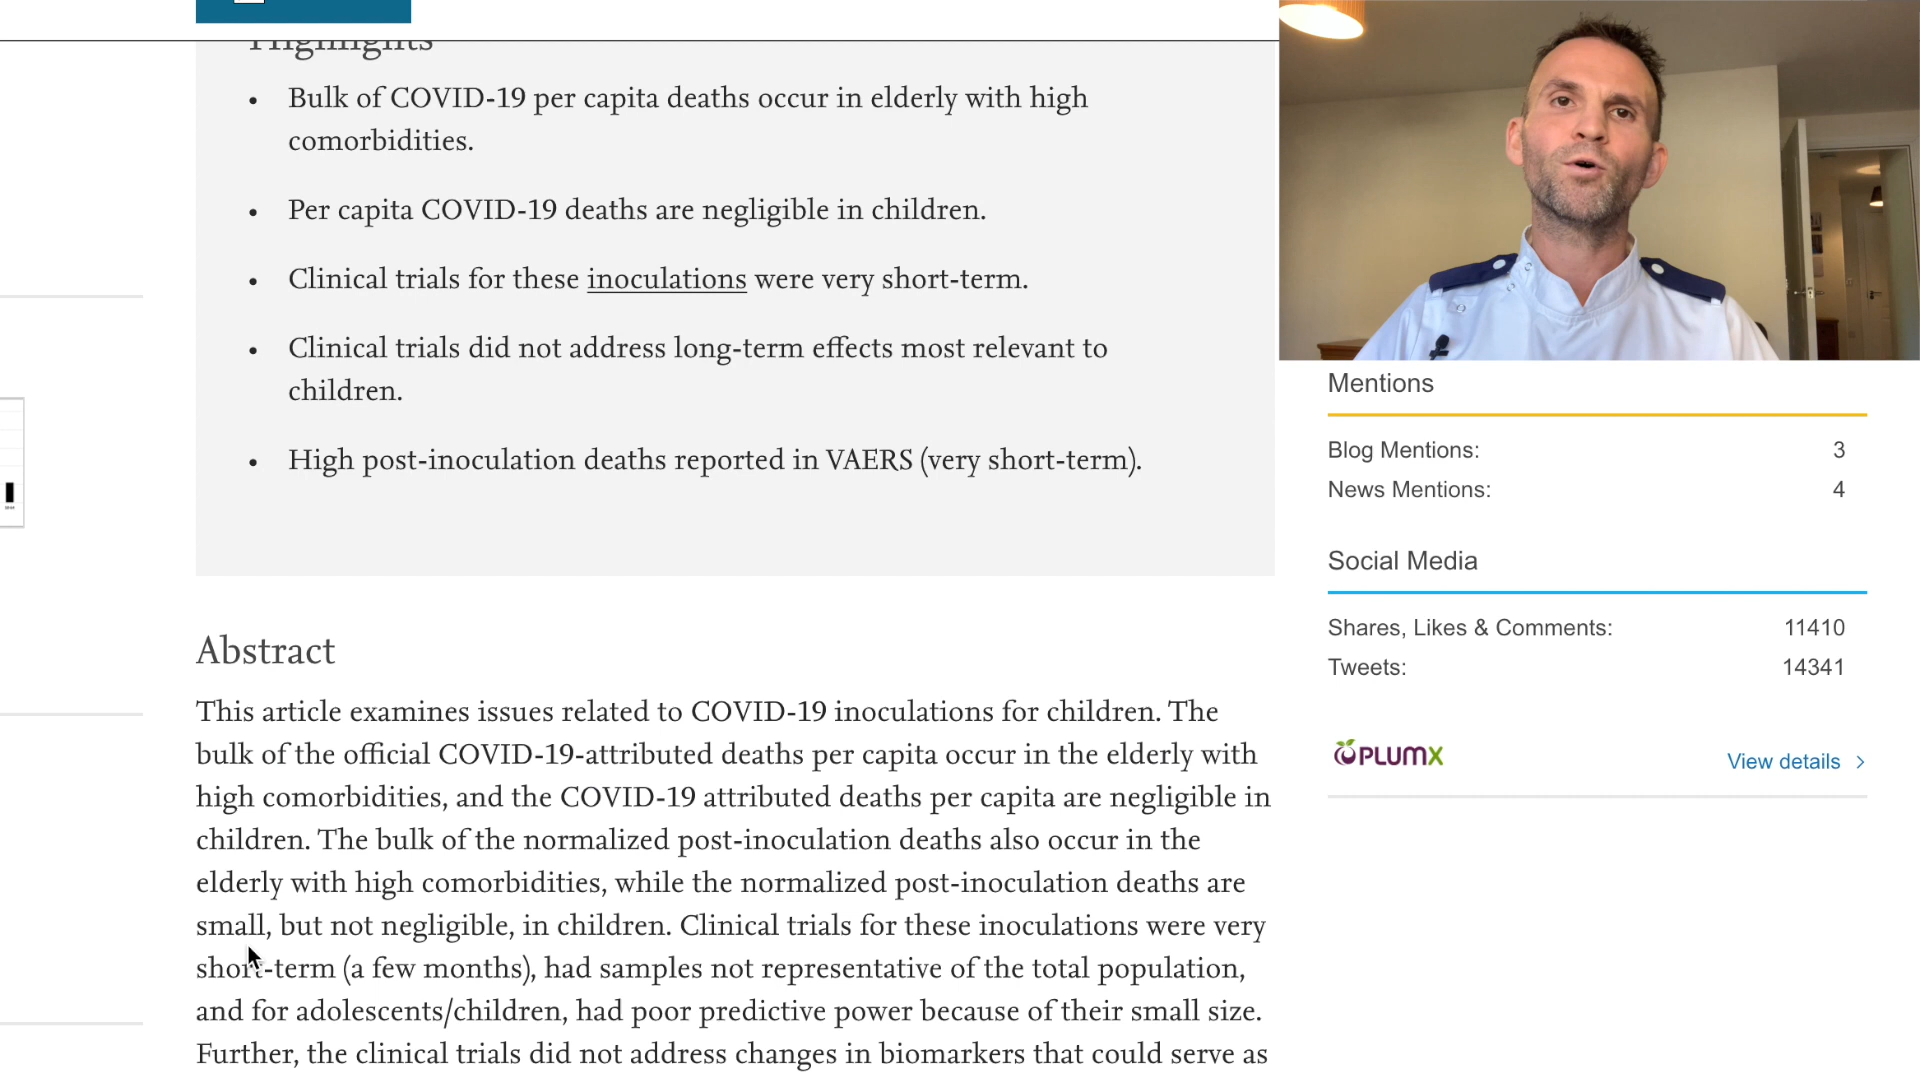 Highlights
• Bulk of COVID-19 per capita deaths occur in elderly with high
comorbidities.
• Per capita COVID-19 deaths are negligible in children.
• Clinical trials for these inoculations were very short-term.
• Clinical trials did not address long-term effects most relevant to
children.
• High post-inoculation deaths reported in VAERS (very short-term).
Abstract
This article examines issues related to COVID-19 inoculations for children. The
bulk of the official COVID-19-attributed deaths per capita occur in the elderly with
high comorbidities, and the COVID-19 attributed deaths per capita are negligible in
children. The bulk of the normalized post-inoculation deaths also occur in the
elderly with high comorbidities, while the normalized post-inoculation deaths are
small, but not negligible, in children. Clinical trials for these inoculations were very
short-term (a few months), had samples not representative of the total population,
and for adolescents/children, had poor predictive power because of their small size.
Further, the clinical trials did not address changes in biomarkers that could serve as
Mentions
Blog Mentions: 3
News Mentions: 4
Social Media
Shares, Likes & Comments: 11410
Tweets: 14341
PLUMX
View details >